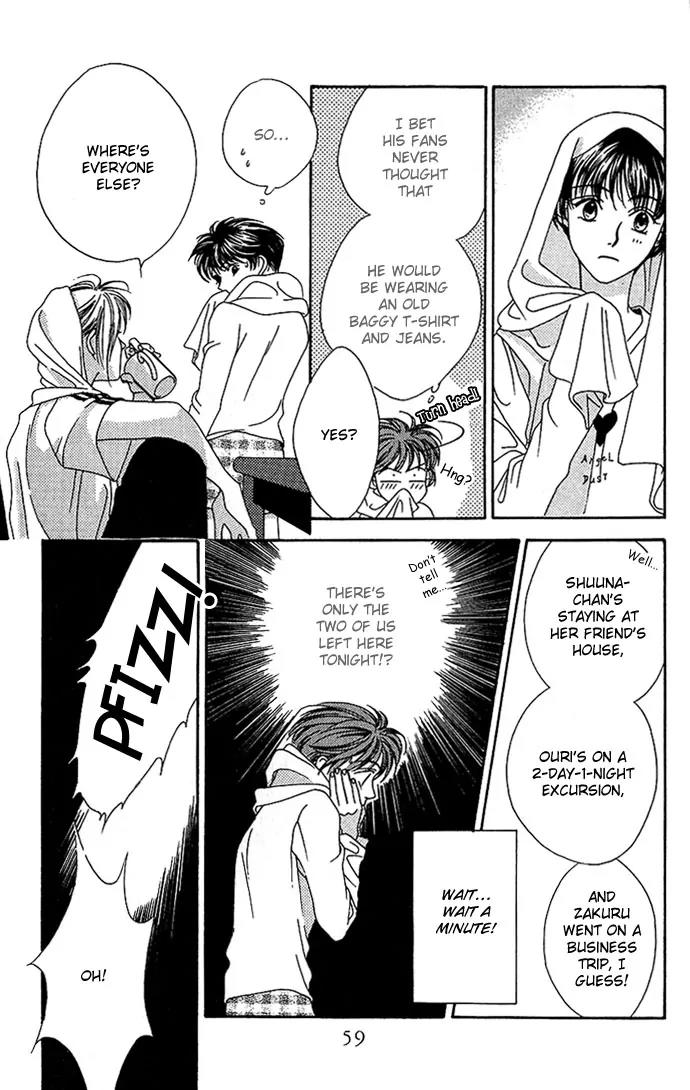 I BET
HIS FANS
NEVER
THOUGHT
THAT
HE WOULD
BE WEARING
AN OLD
BAGGY T-SHIRT
AND JEANS.
Turn head!
Hng?
AngeL
DusT
SO...
WHERE'S
EVERYONE
ELSE?
YES?
Well...
SHUUNA-
CHAN'S
STAYING AT
HER FRIEND'S
HOUSE,
OURI'S ON A
2-DAY-1-NIGHT
EXCURSION,
AND
ZAKURU
WENT ON A
BUSINESS
TRIP, I
GUESS!
WAIT...
WAIT A
MINUTE!
Don't
tell
me...
THERE'S
ONLY THE
TWO OF US
LEFT HERE
TONIGHT!?
PFIZZ!
OH!
59